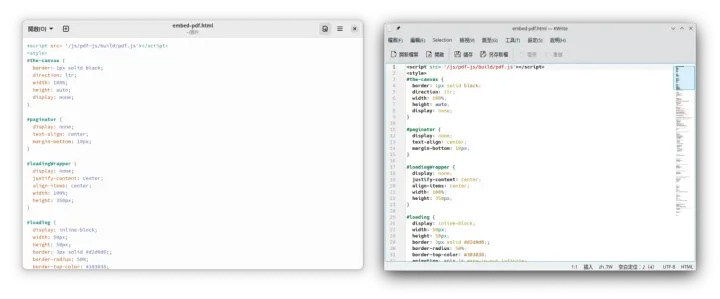 開啟(O)
embed-pdf.html
<script src= '/js/pdf-js/build/pdf.js'></script>
<style>
#the-canvas {
border: 1px solid black;
direction: ltr;
width: 100%;
height: auto;
display: none;
}
#paginator {
display: none;
text-align: center;
margin-bottom: 10px;
}
#loadingWrapper {
display: none;
justify-content: center;
align-items: center;
width: 100%;
height: 350px;
}
#loading {
display: inline-block;
width: 50px;
height: 50px;
border: 3px solid #d2d0d0;;
border-radius: 50%;
border-top-color: #383838;
embed-pdf.html — KWrite
檔案(F) 編輯(E) Selection 檢視(V) 前往(G) 工具(T) 設定(S) 說明(H)
開新檔案 開啟 儲存 另存新檔 復原 重做
1 <script src= '/js/pdf-js/build/pdf.js'></script>
2 <style>
3 #the-canvas {
4 border: 1px solid black;
5 direction: ltr;
6 width: 100%;
7 height: auto;
8 display: none;
9 }
10
11 #paginator {
12 display: none;
13 text-align: center;
14 margin-bottom: 10px;
15 }
16
17 #loadingWrapper {
18 display: none;
19 justify-content: center;
20 align-items: center;
21 width: 100%;
22 height: 350px;
23 }
24
25 #loading {
26 display: inline-block;
27 width: 50px;
28 height: 50px;
29 border: 3px solid #d2d0d0;;
30 border-radius: 50%;
31 border-top-color: #383838;
1:1 插入 zh_TW UTF-8 HTML